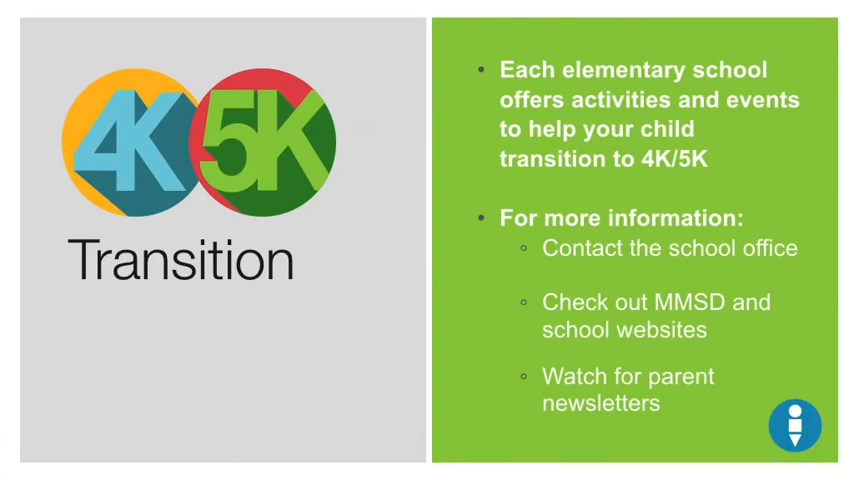 4K 5K
Transition
• Each elementary school
offers activities and events
to help your child
transition to 4K/5K
• For more information:
◦ Contact the school office
◦ Check out MMSD and
school websites
◦ Watch for parent
newsletters